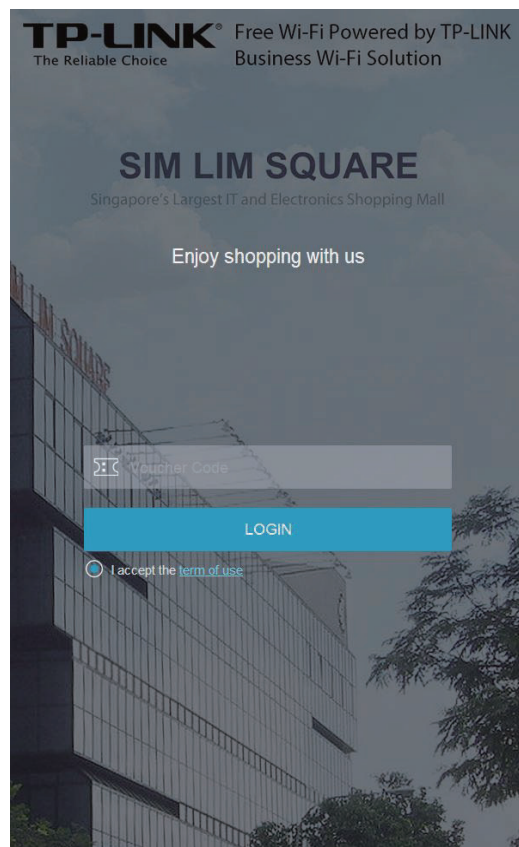 TP-LINK®
The Reliable Choice
Free Wi-Fi Powered by TP-LINK
Business Wi-Fi Solution
SIM LIM SQUARE
Singapore's Largest IT and Electronics Shopping Mall
Enjoy shopping with us
M LIM SQUARE
Voucher Code
LOGIN
I accept the term of use